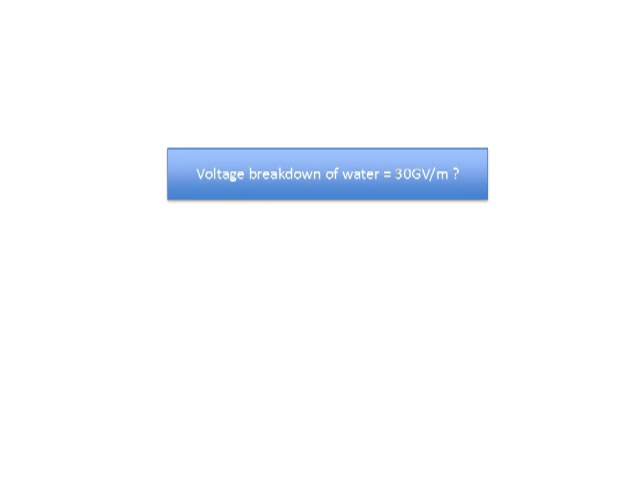 Voltage breakdown of water = 30GV/m ?